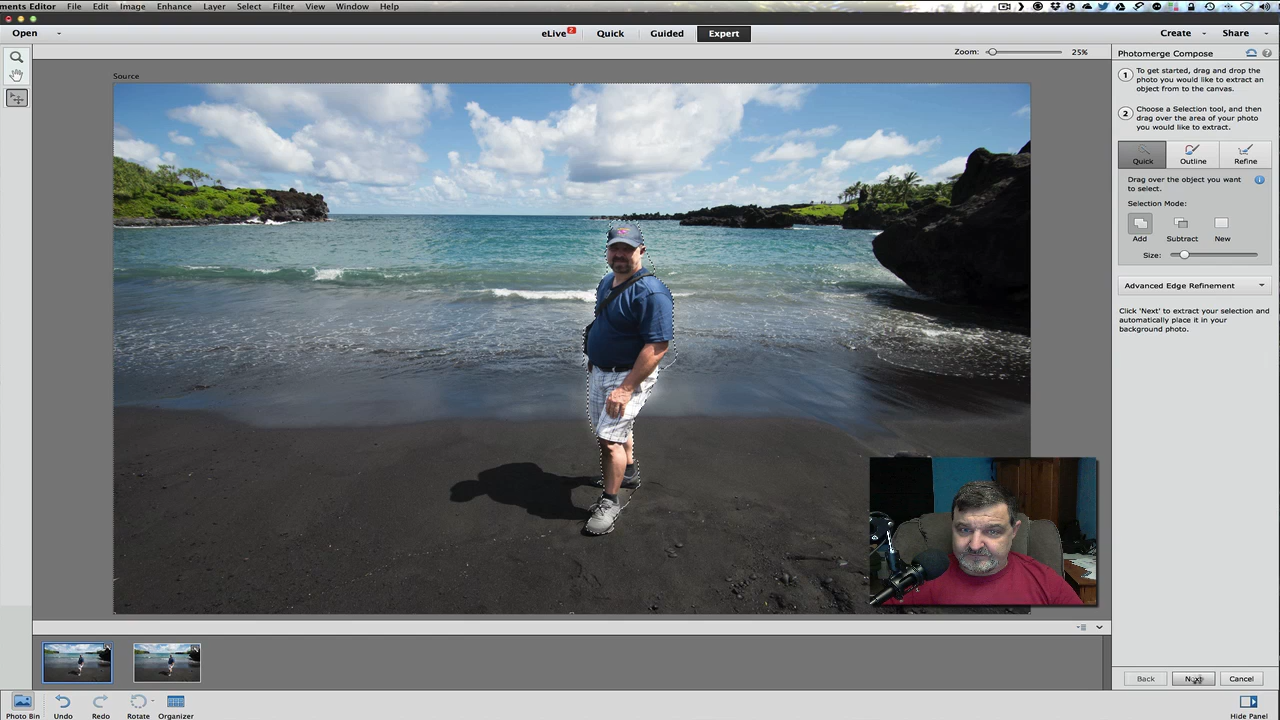 ments Editor File Edit Image Enhance Layer Select Filter View Window Help
Open eLive 2 Quick Guided Expert Create Share
Zoom: 25%
Source
Photomerge Compose
1 To get started, drag and drop the
photo you would like to extract an
object from to the canvas.
2 Choose a Selection tool, and then
drag over the area of your photo
you would like to extract.
Quick Outline Refine
Drag over the object you want
to select.
Selection Mode:
Add Subtract New
Size:
Advanced Edge Refinement
Click 'Next' to extract your selection and
automatically place it in your
background photo.
Back Next Cancel
Photo Bin Undo Redo Rotate Organizer Hide Panel